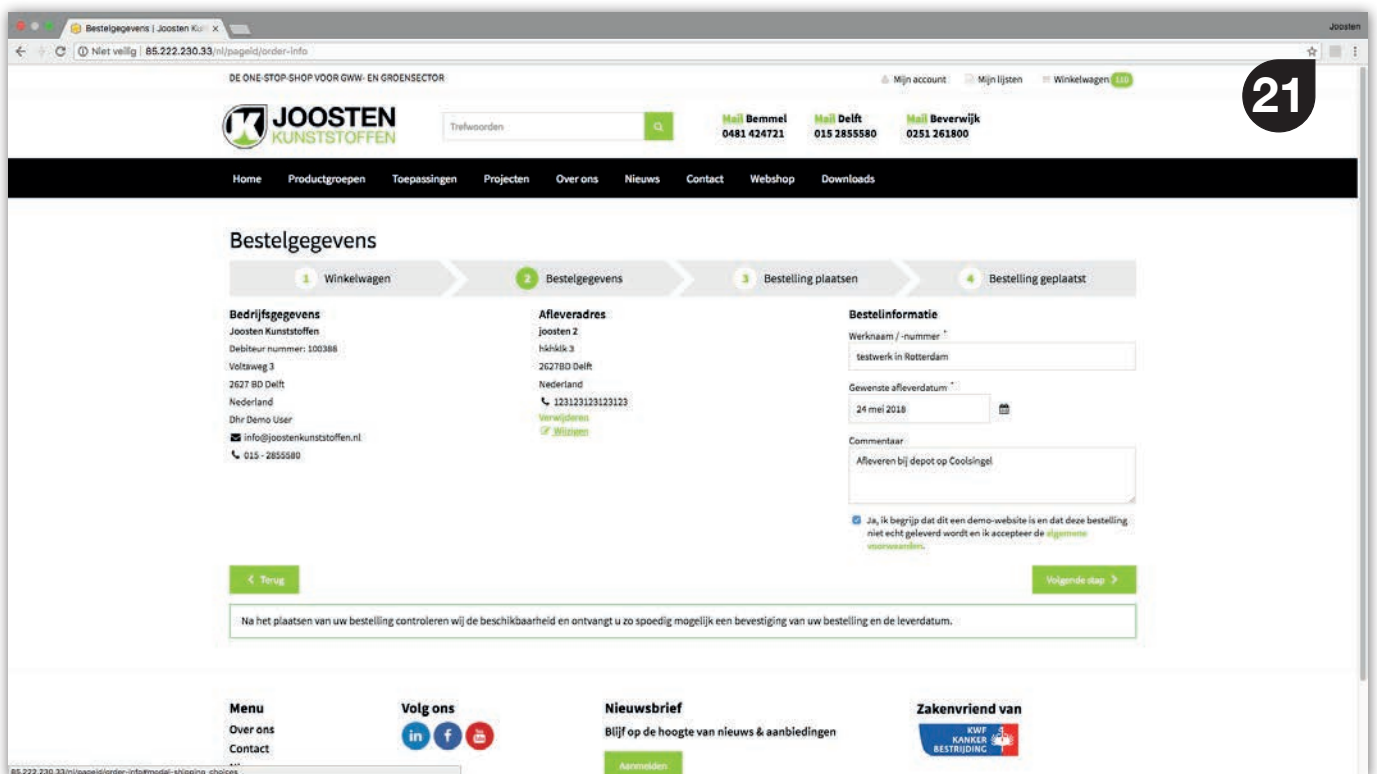 Bestelgegevens | Joosten Ku
Joosten
Niet veilig | 85.222.230.33/nl/pageid/order-info
DE ONE-STOP-SHOP VOOR GWW- EN GROENSECTOR
Mijn account
Mijn lijsten
Winkelwagen
21
JOOSTEN
KUNSTSTOFFEN
Trefwoorden
Mail Bemmel
0481 424721
Mail Delft
015 2855580
Mail Beverwijk
0251 261800
Home Productgroepen Toepassingen Projecten Over ons Nieuws Contact Webshop Downloads
Bestelgegevens
1 Winkelwagen
2 Bestelgegevens
3 Bestelling plaatsen
4 Bestelling geplaatst
Bedrijfsgegevens
Joosten Kunststoffen
Debiteur nummer: 100388
Voltaweg 3
2627 BD Delft
Nederland
Dhr Demo User
info@joostenkunststoffen.nl
015 - 2855580
Afleveradres
joosten 2
hkhklk 3
2627BD Delft
Nederland
123123123123123
Verwijderen
Wijzigen
Bestelinformatie
Werknaam / -nummer *
testwerk in Rotterdam
Gewenste afleverdatum *
24 mei 2018
Commentaar
Afleveren bij depot op Coolsingel
Ja, ik begrijp dat dit een demo-website is en dat deze bestelling
niet echt geleverd wordt en ik accepteer de algemene
voorwaarden.
Terug
Volgende stap
Na het plaatsen van uw bestelling controleren wij de beschikbaarheid en ontvangt u zo spoedig mogelijk een bevestiging van uw bestelling en de leverdatum.
Menu
Over ons
Contact
Volg ons
Nieuwsbrief
Blijf op de hoogte van nieuws & aanbiedingen
Aanmelden
Zakenvriend van
KWF
KANKER
BESTRIJDING
85.222.230.33/nl/pageid/order-info#modal-shipping_choices